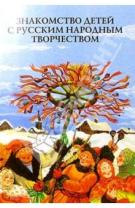 ЗНАКОМСТВО ДЕТЕЙ
С РУССКИМ НАРОДНЫМ
ТВОРЧЕСТВОМ